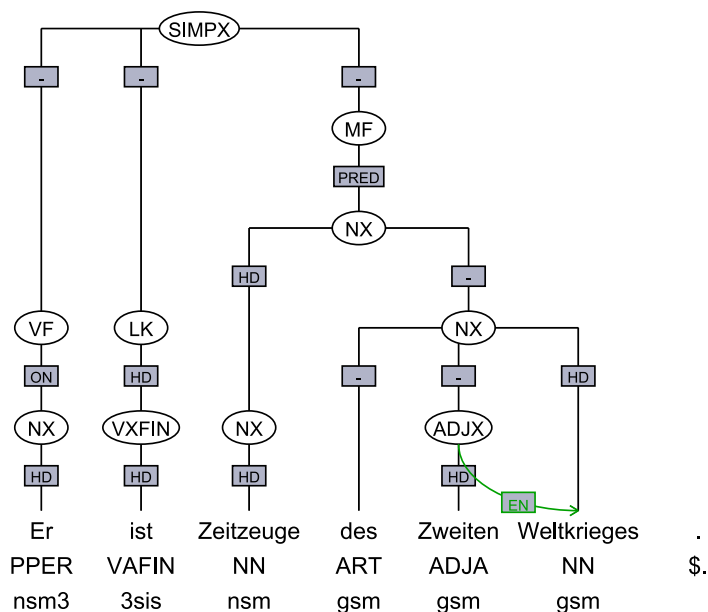 SIMPX
- - -
MF
PRED
NX
HD -
VF LK NX
ON HD - - HD
NX VXFIN NX ADJX
HD HD HD HD EN
Er ist Zeitzeuge des Zweiten Weltkrieges .
PPER VAFIN NN ART ADJA NN $.
nsm3 3sis nsm gsm gsm gsm